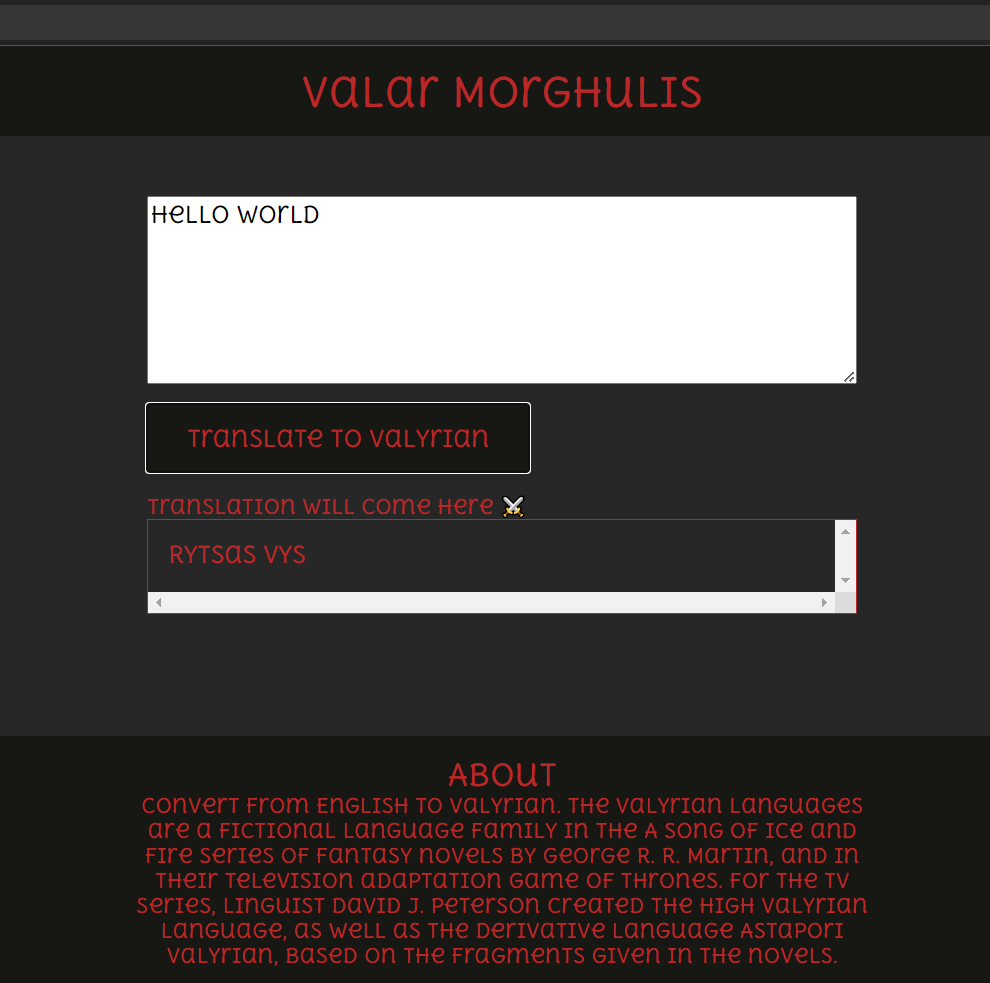 Valar Morghulis
Hello World
Translate to Valyrian
Translation will come here ⚔️
Rytsas vys
About
Convert from English to Valyrian. The Valyrian languages
are a fictional language family in the A Song of Ice and
Fire series of fantasy novels by George R. R. Martin, and in
their television adaptation Game of Thrones. For the TV
series, linguist David J. Peterson created the High Valyrian
language, as well as the derivative language Astapori
Valyrian, based on the fragments given in the novels.